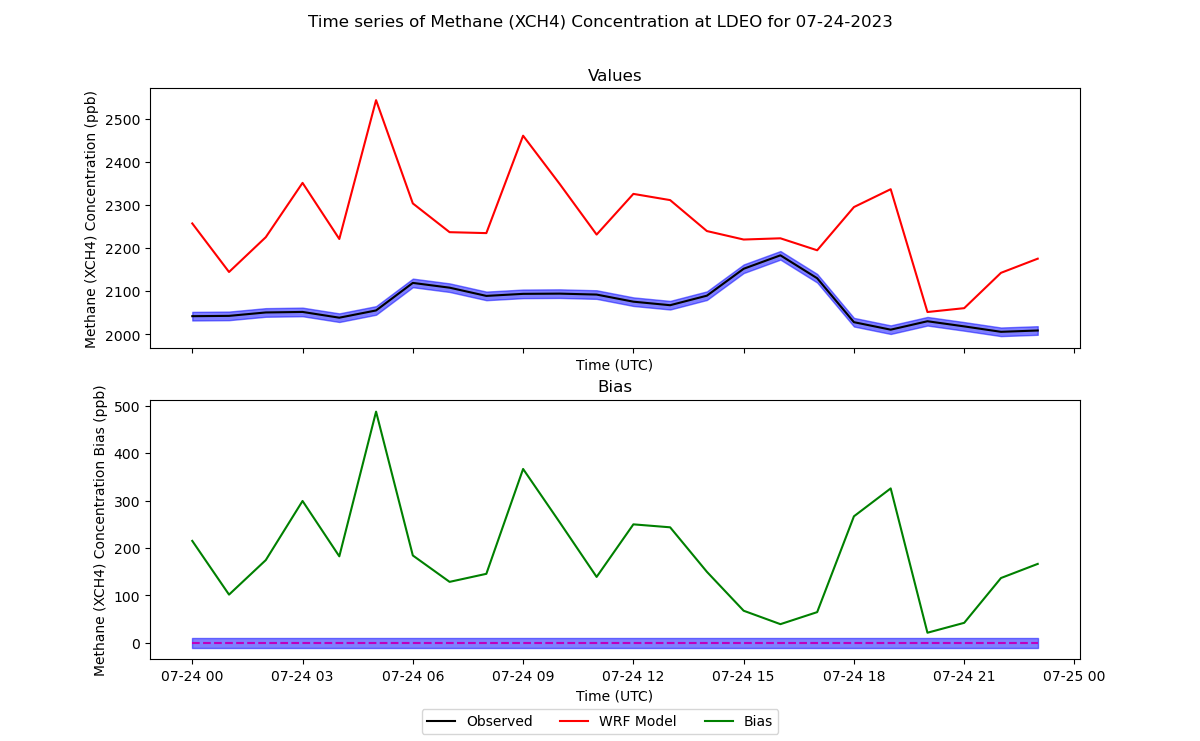 Time series of Methane (XCH4) Concentration at LDEO for 07-24-2023
Values
Methane (XCH4) Concentration (ppb)
2500
2400
2300
2200
2100
2000
Time (UTC)
Bias
Methane (XCH4) Concentration Bias (ppb)
500
400
300
200
100
0
07-24 00 07-24 03 07-24 06 07-24 09 07-24 12 07-24 15 07-24 18 07-24 21 07-25 00
Time (UTC)
Observed WRF Model Bias